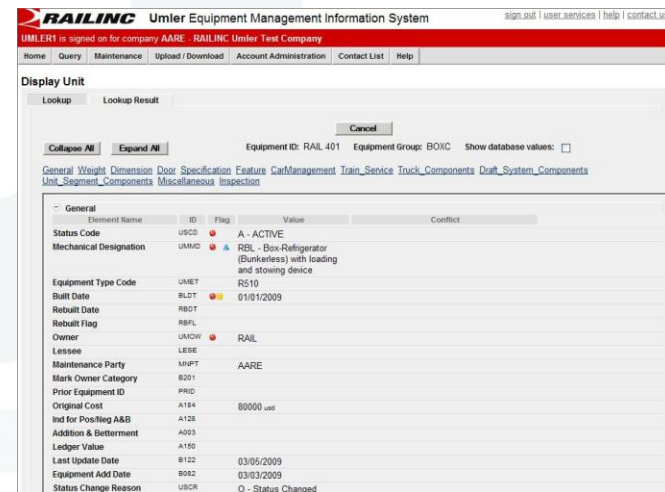 RAILINC Umler Equipment Management Information System
sign out | user services | help | contact us
UMLER1 is signed on for company AARE - RAILINC Umler Test Company
Home Query Maintenance Upload / Download Account Administration Contact List Help
Display Unit
Lookup Lookup Result
Cancel
Collapse All Expand All Equipment ID: RAIL 401 Equipment Group: BOXC Show database values:
General Weight Dimension Door Specification Feature CarManagement Train_Service Truck_Components Draft_System_Components
Unit_Segment_Components Miscellaneous Inspection
General
Element Name ID Flag Value Conflict
Status Code USCD A - ACTIVE
Mechanical Designation UMMD RBL - Box-Refrigerator
(Bunkerless) with loading
and stowing device
Equipment Type Code UMET R510
Built Date BLDT 01/01/2009
Rebuilt Date RBDT
Rebuilt Flag RBFL
Owner UMOW RAIL
Lessee LESE
Maintenance Party MNPT AARE
Mark Owner Category B201
Prior Equipment ID PRID
Original Cost A184 80000 usd
Ind for Pos/Neg A&B A128
Addition & Betterment A003
Ledger Value A150
Last Update Date B122 03/05/2009
Equipment Add Date B082 03/03/2009
Status Change Reason USCR O - Status Changed